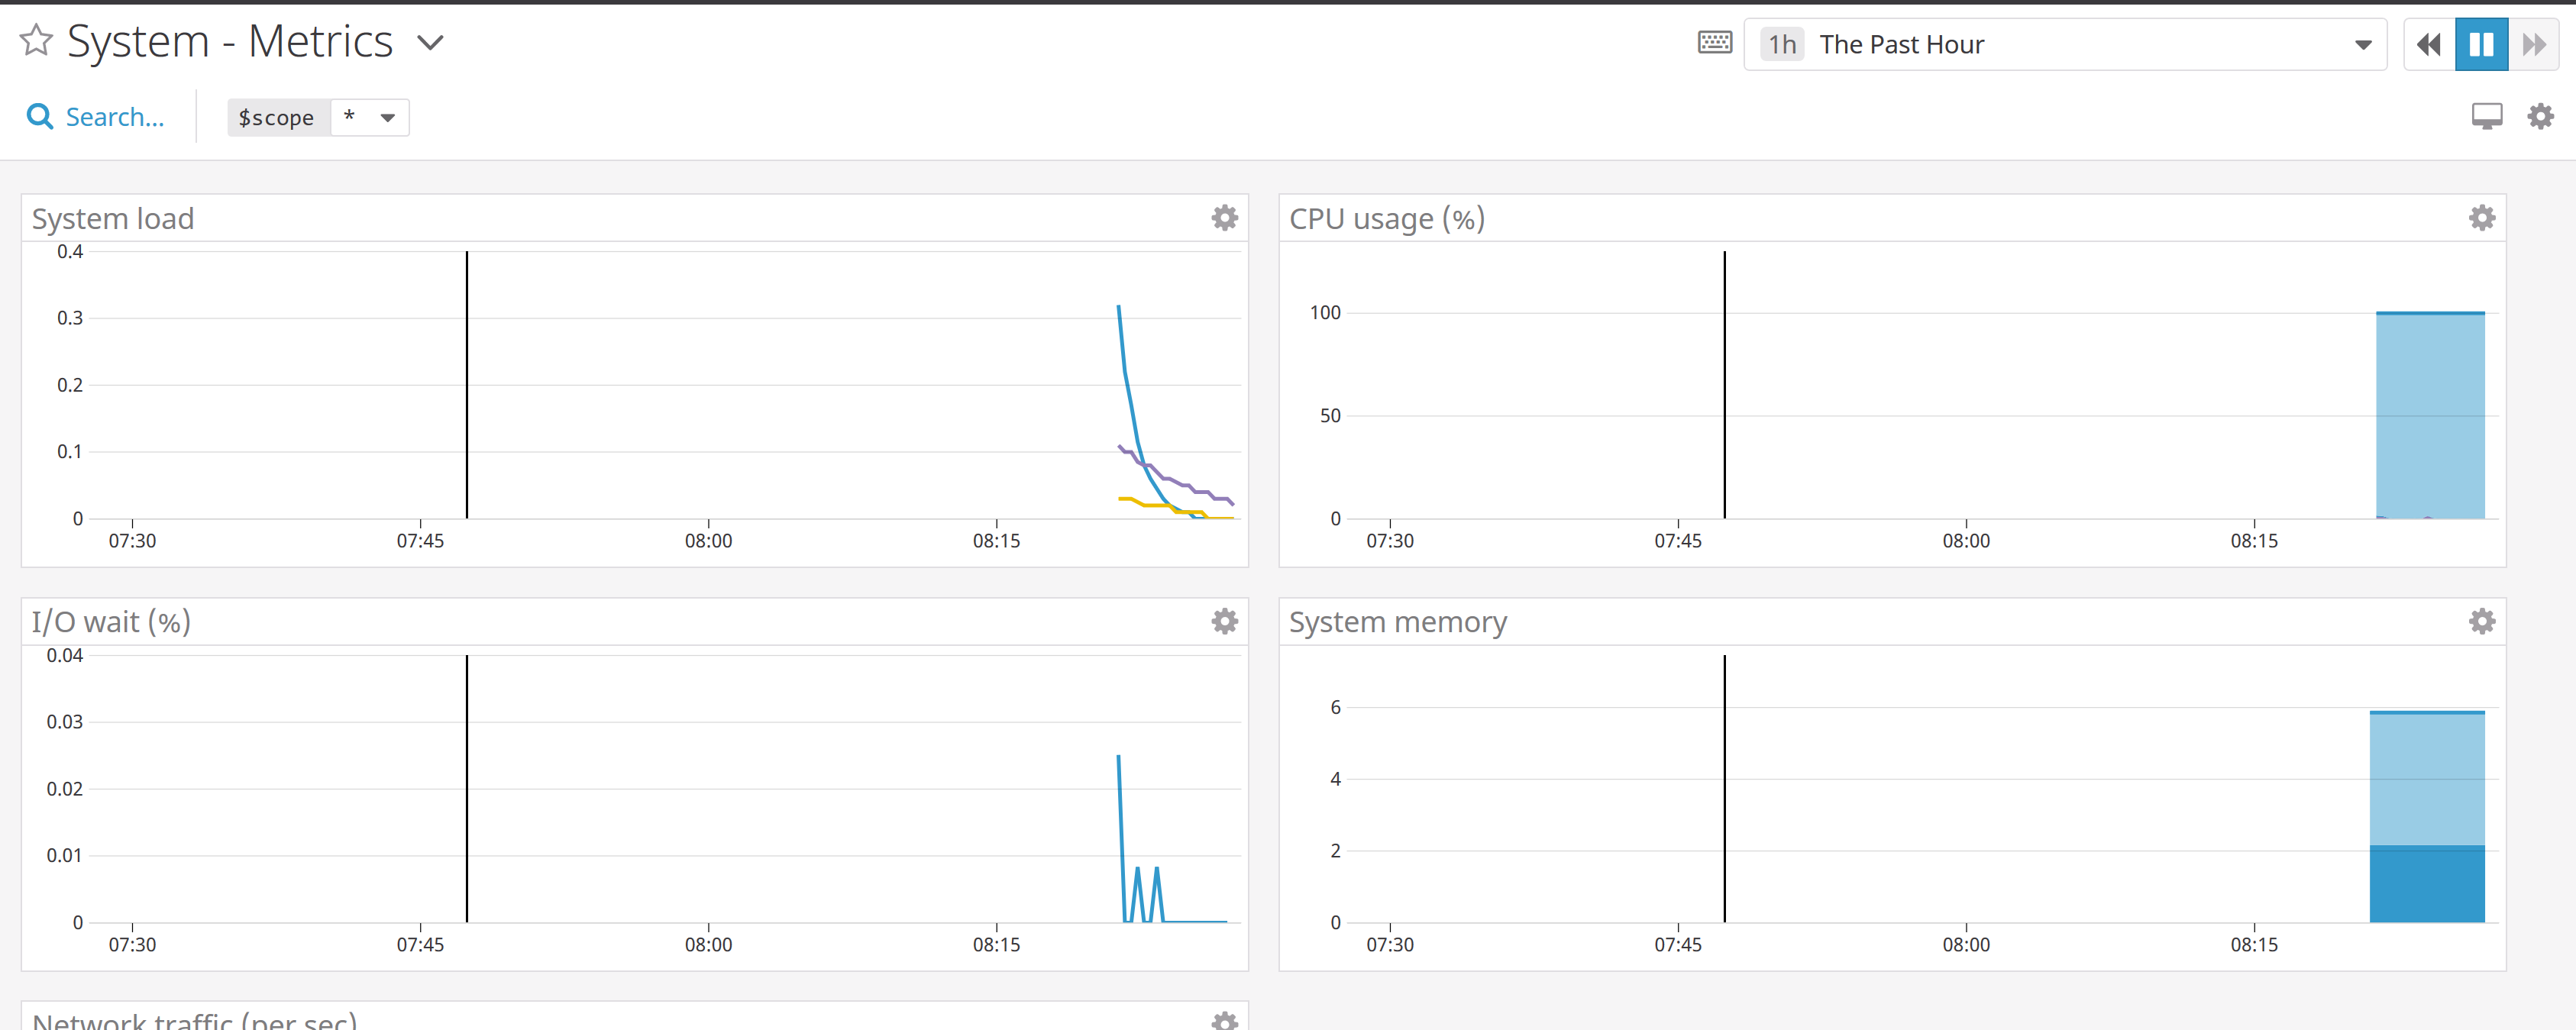 System - Metrics
1h The Past Hour
Search...
$scope *
System load
0.4
0.3
0.2
0.1
0
07:30 07:45 08:00 08:15
CPU usage (%)
100
50
0
07:30 07:45 08:00 08:15
I/O wait (%)
0.04
0.03
0.02
0.01
0
07:30 07:45 08:00 08:15
System memory
6
4
2
0
07:30 07:45 08:00 08:15
Network traffic (per sec)